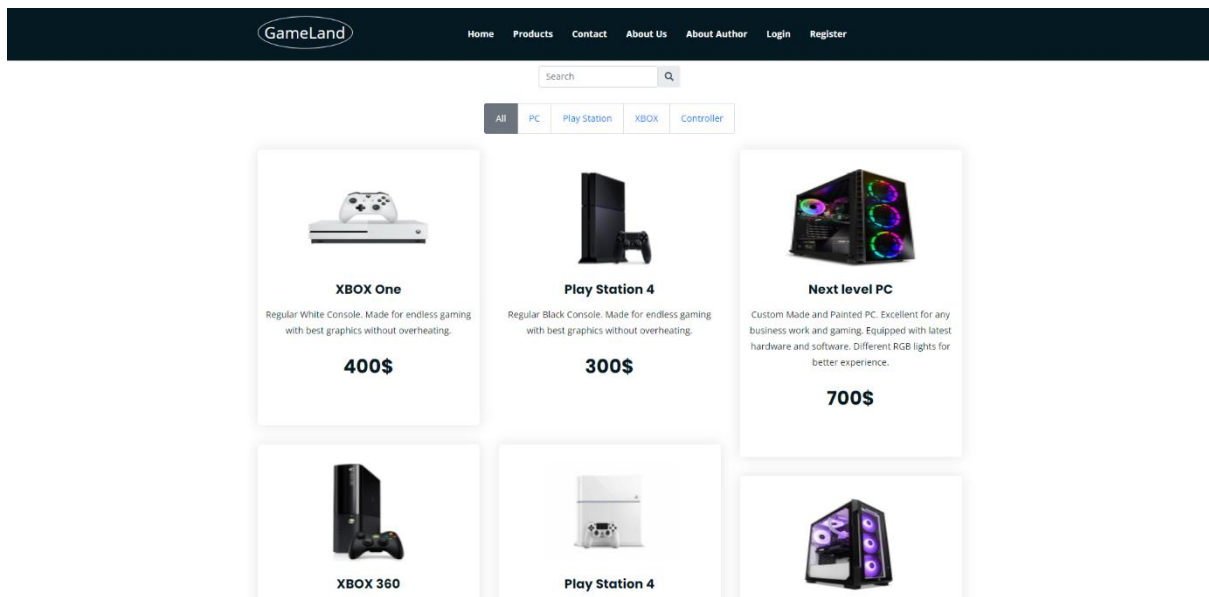 GameLand
Home Products Contact About Us About Author Login Register
Search
All PC Play Station XBOX Controller
XBOX One
Regular White Console. Made for endless gaming
with best graphics without overheating.
400$
Play Station 4
Regular Black Console. Made for endless gaming
with best graphics without overheating.
300$
Next level PC
Custom Made and Painted PC. Excellent for any
business work and gaming. Equipped with latest
hardware and software. Different RGB lights for
better experience.
700$
XBOX 360
Play Station 4